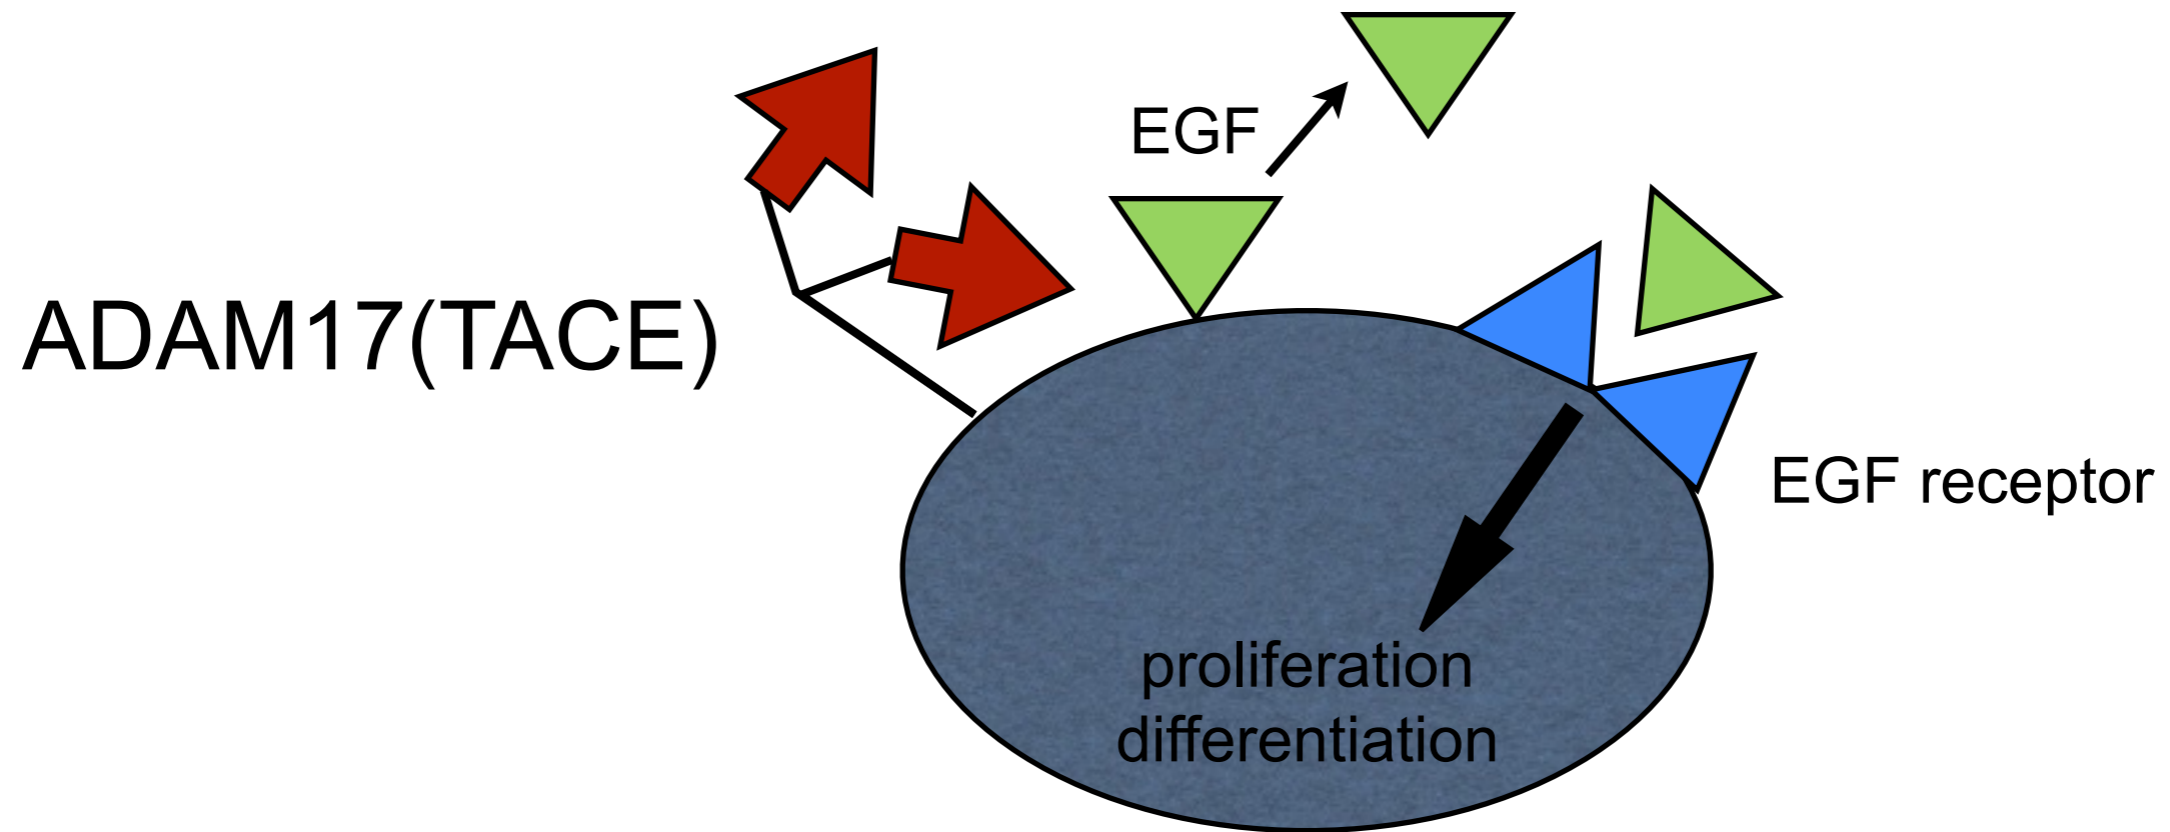 EGF
ADAM17(TACE)
EGF receptor
proliferation
differentiation